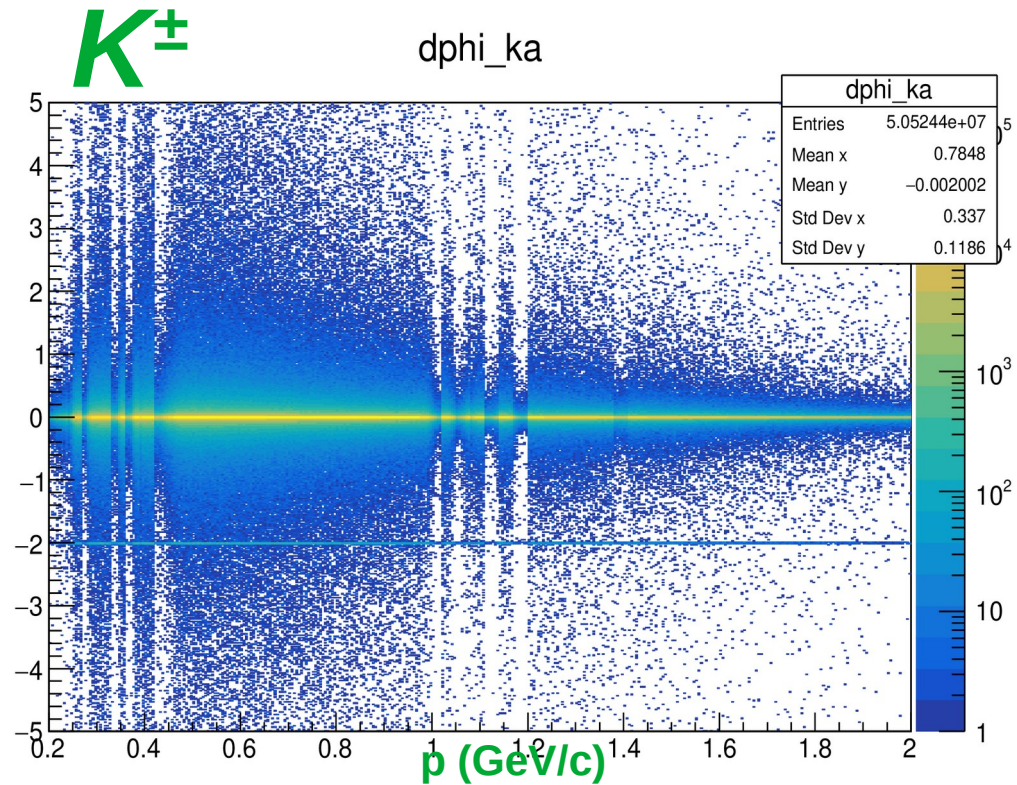 K±
dphi_ka
dphi_ka
Entries 5.05244e+07
Mean x 0.7848
Mean y −0.002002
Std Dev x 0.337
Std Dev y 0.1186
5
4
3
2
1
0
−1
−2
−3
−4
−5
0.2 0.4 0.6 0.8 1 1.2 1.4 1.6 1.8 2
p (GeV/c)
10³
10²
10
1